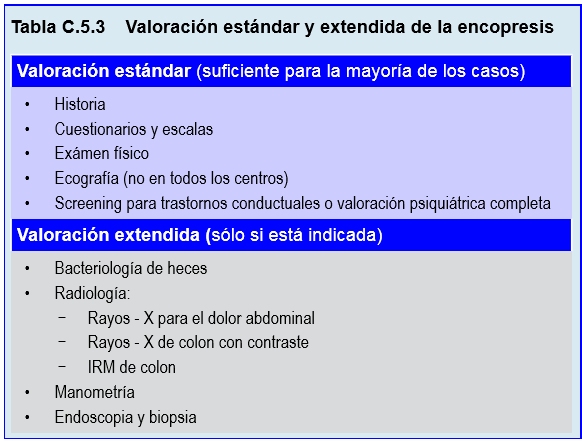 Tabla C.5.3 Valoración estándar y extendida de la encopresis
Valoración estándar (suficiente para la mayoría de los casos)
• Historia
• Cuestionarios y escalas
• Exámen físico
• Ecografía (no en todos los centros)
• Screening para trastornos conductuales o valoración psiquiátrica completa
Valoración extendida (sólo si está indicada)
• Bacteriología de heces
• Radiología:
− Rayos - X para el dolor abdominal
− Rayos - X de colon con contraste
− IRM de colon
• Manometría
• Endoscopia y biopsia